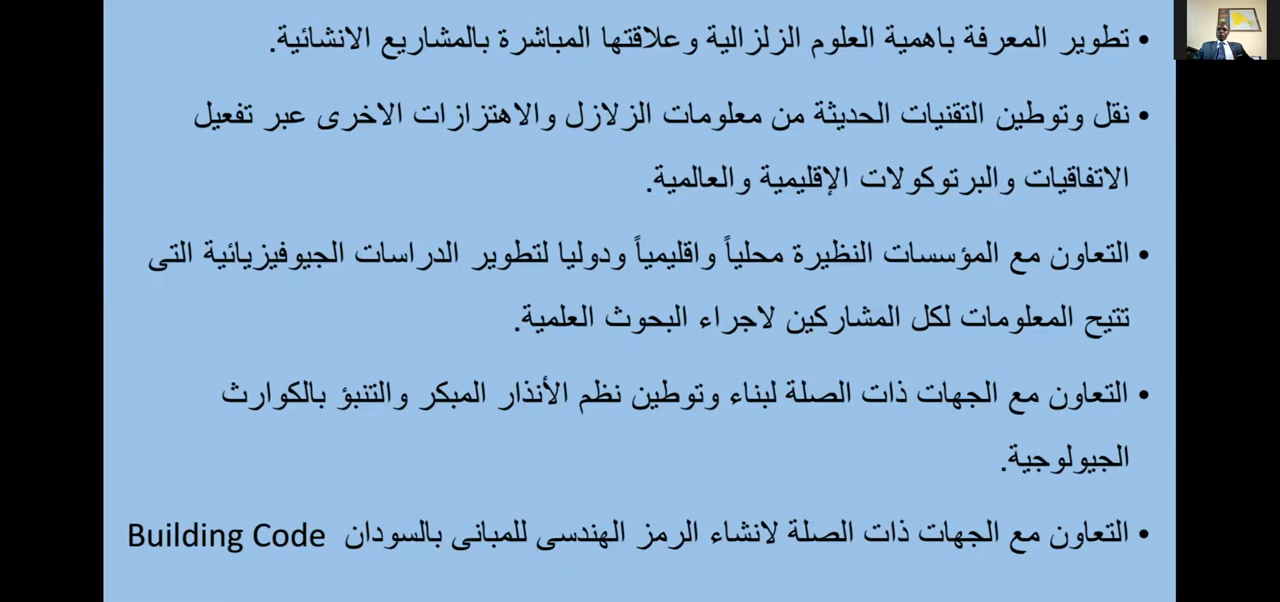 • تطوير المعرفة باهمية العلوم الزلزالية وعلاقتها المباشرة بالمشاريع الانشائية.
• نقل وتوطين التقنيات الحديثة من معلومات الزلازل والاهتزازات الاخرى عبر تفعيل
الاتفاقيات والبرتوكولات الإقليمية والعالمية.
• التعاون مع المؤسسات النظيرة محلياً واقليمياً ودوليا لتطوير الدراسات الجيوفيزيائية التى
تتيح المعلومات لكل المشاركين لاجراء البحوث العلمية.
• التعاون مع الجهات ذات الصلة لبناء وتوطين نظم الأنذار المبكر والتنبؤ بالكوارث
الجيولوجية.
• التعاون مع الجهات ذات الصلة لانشاء الرمز الهندسى للمبانى بالسودان Building Code